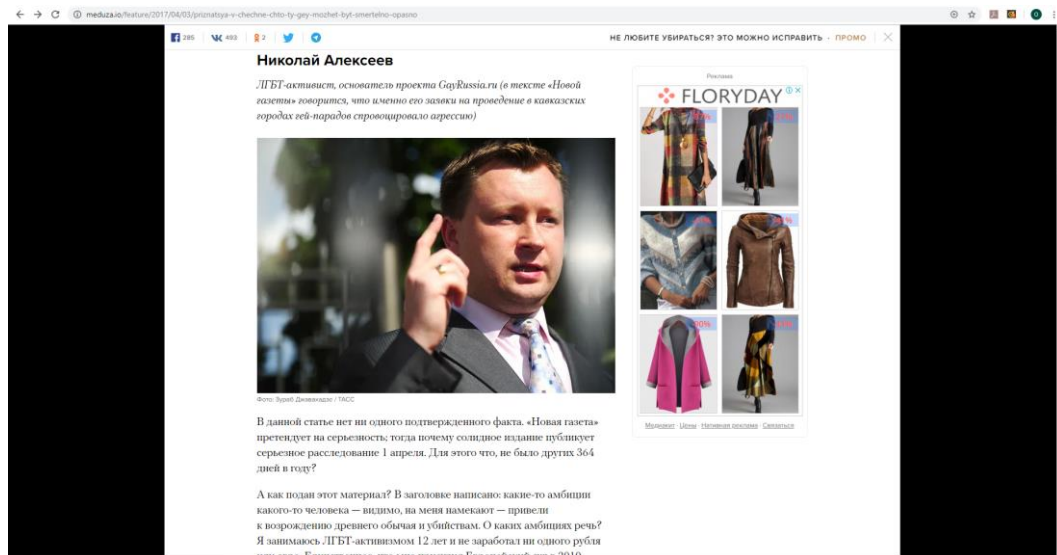 meduza.io/feature/2017/04/03/priznatsya-v-chechne-chto-ty-gey-mozhet-byt-smertelno-opasno
285 493 2
НЕ ЛЮБИТЕ УБИРАТЬСЯ? ЭТО МОЖНО ИСПРАВИТЬ · ПРОМО
Николай Алексеев
ЛГБТ-активист, основатель проекта GayRussia.ru (в тексте «Новой
газеты» говорится, что именно его заявки на проведение в кавказских
городах гей-парадов спровоцировало агрессию)
Фото: Зураб Джавахадзе / ТАСС
В данной статье нет ни одного подтвержденного факта. «Новая газета»
претендует на серьезность; тогда почему солидное издание публикует
серьезное расследование 1 апреля. Для этого что, не было других 364
дней в году?
А как подан этот материал? В заголовке написано: какие-то амбиции
какого-то человека — видимо, на меня намекают — привели
к возрождению древнего обычая и убийствам. О каких амбициях речь?
Я занимаюсь ЛГБТ-активизмом 12 лет и не заработал ни одного рубля
Реклама
FLORYDAY
Медиакит · Цены · Нативная реклама · Связаться